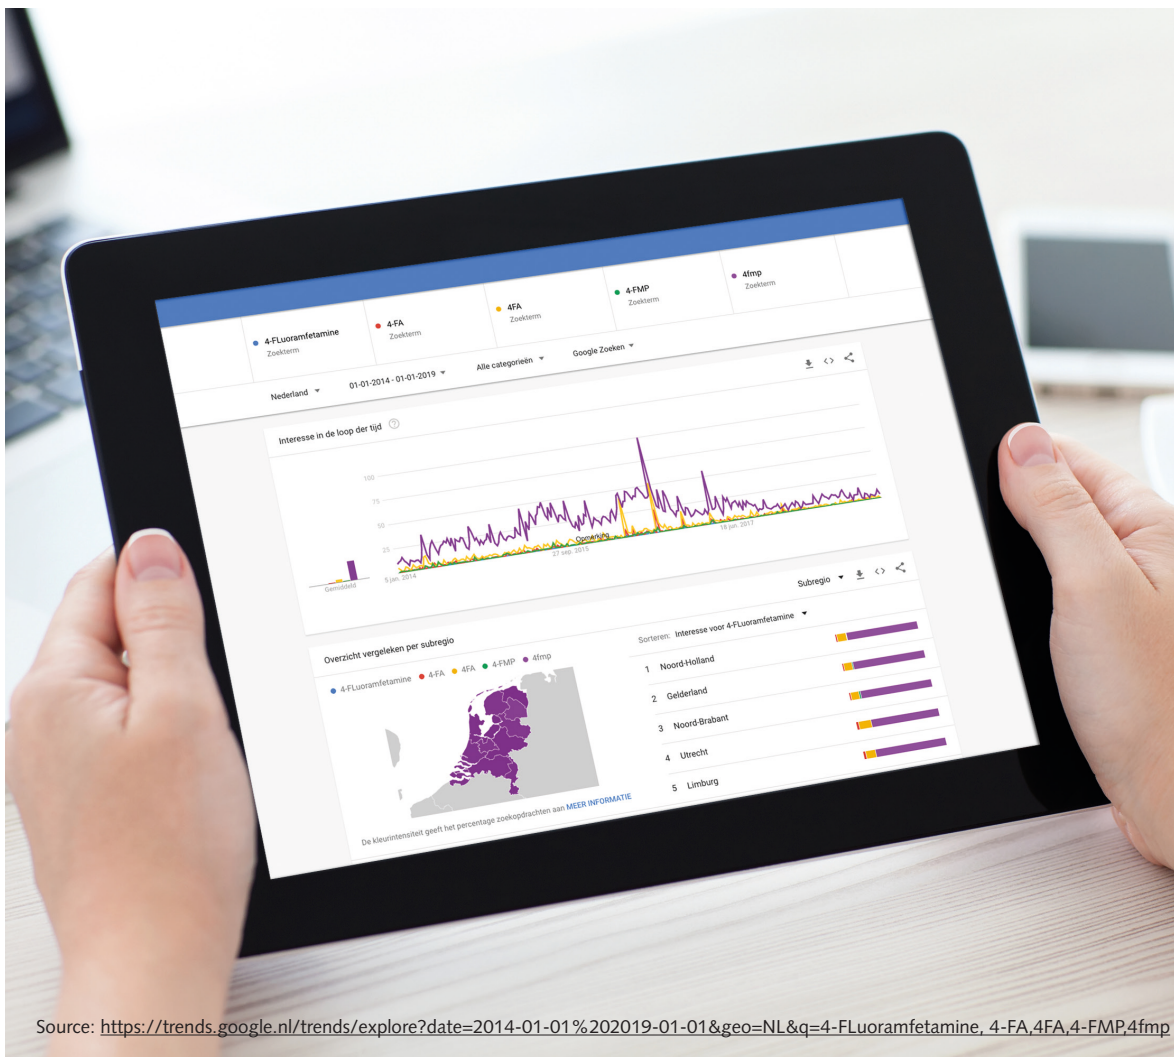 4-FLuoramfetamine
Zoekterm
4-FA
Zoekterm
4FA
Zoekterm
4-FMP
Zoekterm
4fmp
Zoekterm
Nederland
01-01-2014 - 01-01-2019
Alle categorieën
Google Zoeken
Interesse in de loop der tijd
100
75
50
25
Gemiddeld
5 jan. 2014
27 sep. 2015
Opmerking
18 jun. 2017
Overzicht vergeleken per subregio
Subregio
4-FLuoramfetamine 4-FA 4FA 4-FMP 4fmp
De kleurintensiteit geeft het percentage zoekopdrachten aan MEER INFORMATIE
Sorteren: Interesse voor 4-FLuoramfetamine
1 Noord-Holland
2 Gelderland
3 Noord-Brabant
4 Utrecht
5 Limburg
Source: https://trends.google.nl/trends/explore?date=2014-01-01%202019-01-01&geo=NL&q=4-FLuoramfetamine, 4-FA,4FA,4-FMP,4fmp